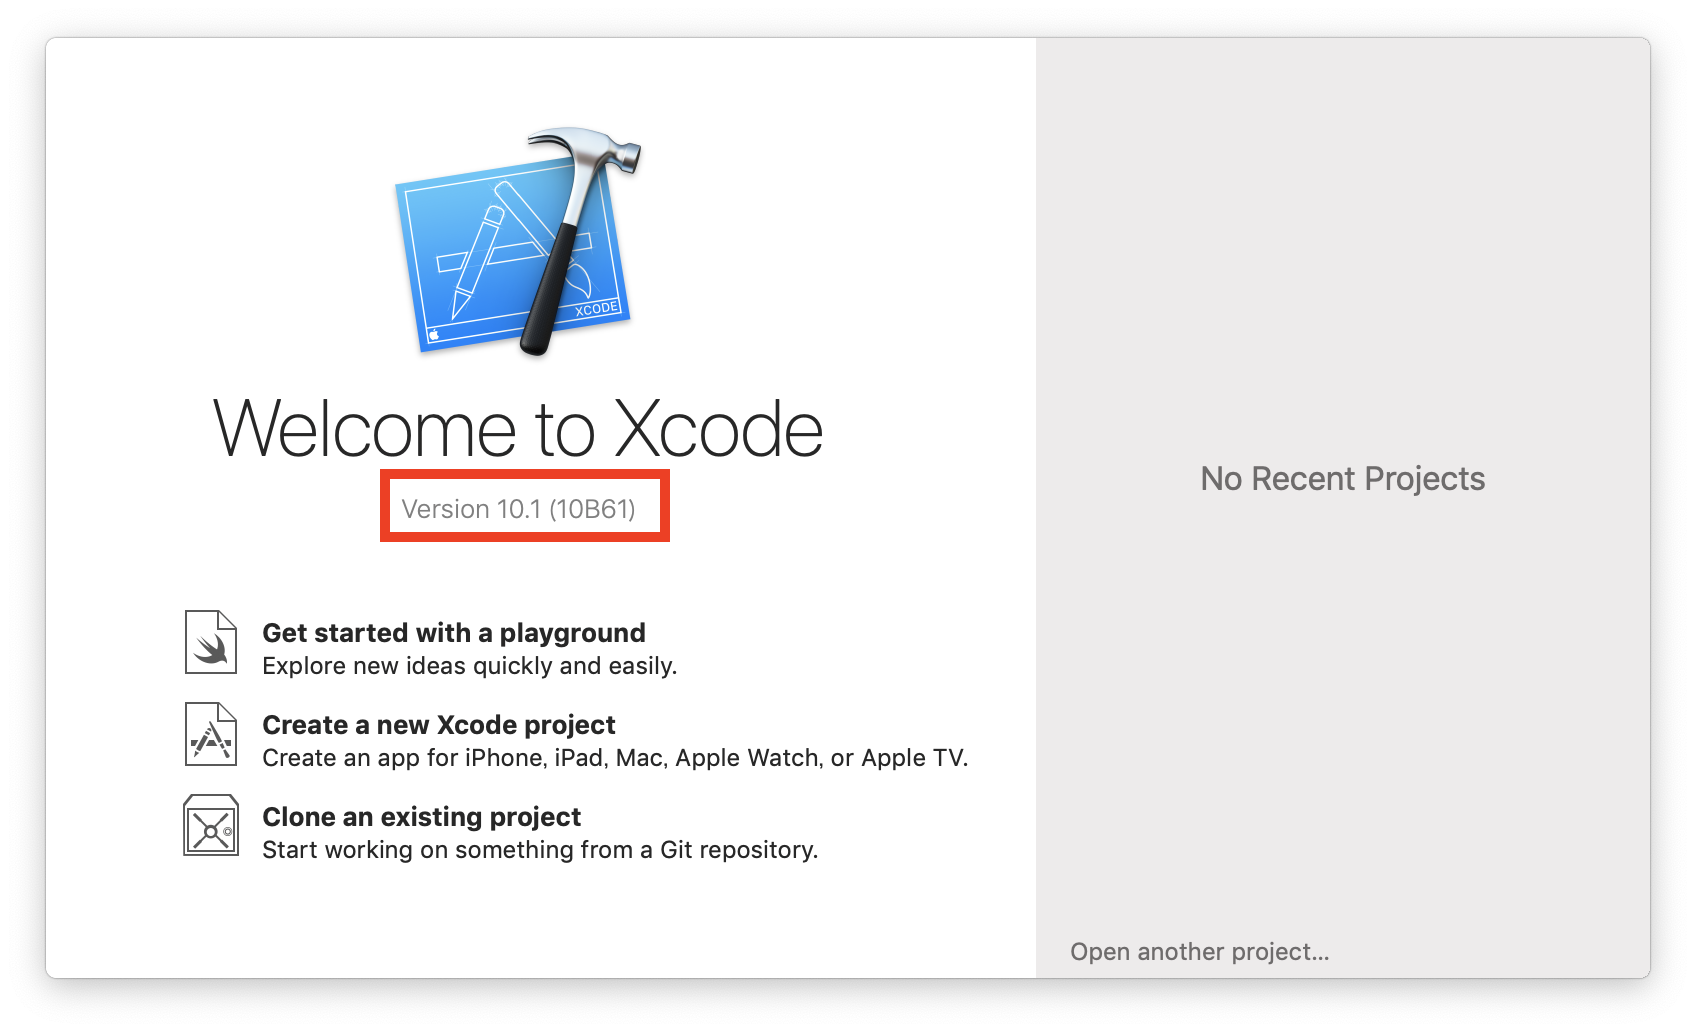 XCODE
Welcome to Xcode
Version 10.1 (10B61)
Get started with a playground
Explore new ideas quickly and easily.
Create a new Xcode project
Create an app for iPhone, iPad, Mac, Apple Watch, or Apple TV.
Clone an existing project
Start working on something from a Git repository.
No Recent Projects
Open another project...